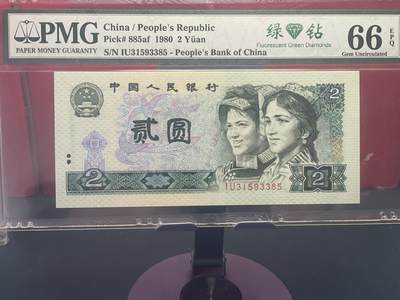 PMG
PAPER MONEY GUARANTY
China / People's Republic
Pick# 885af 1980 2 Yüan
S/N IU31593385 - People's Bank of China
绿 钻
Fluorescent Green Diamonds
66 EPQ
Gem Uncirculated
中国人民银行
2
贰圆
IU31593385
2
2